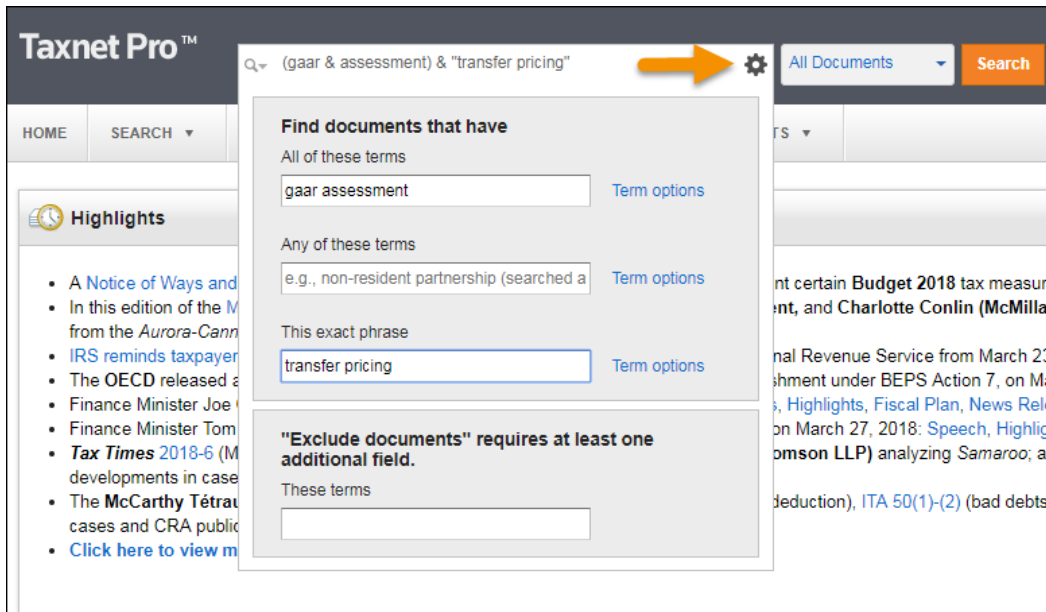 Taxnet Pro™
(gaar & assessment) & "transfer pricing"
All Documents
Search
HOME
SEARCH
TS
Find documents that have
All of these terms
gaar assessment
Term options
Any of these terms
e.g., non-resident partnership (searched a
Term options
This exact phrase
transfer pricing
Term options
"Exclude documents" requires at least one
additional field.
These terms
Highlights
A Notice of Ways and
nt certain Budget 2018 tax measur
In this edition of the M
ent, and Charlotte Conlin (McMilla
from the Aurora-Cann
IRS reminds taxpayer
nal Revenue Service from March 23
The OECD released a
shment under BEPS Action 7, on Ma
Finance Minister Joe
s, Highlights, Fiscal Plan, News Rel
Finance Minister Tom
on March 27, 2018: Speech, Highlig
Tax Times 2018-6 (M
omson LLP) analyzing Samaroo; a
developments in case
The McCarthy Tétrau
deduction), ITA 50(1)-(2) (bad debts
cases and CRA public
Click here to view m